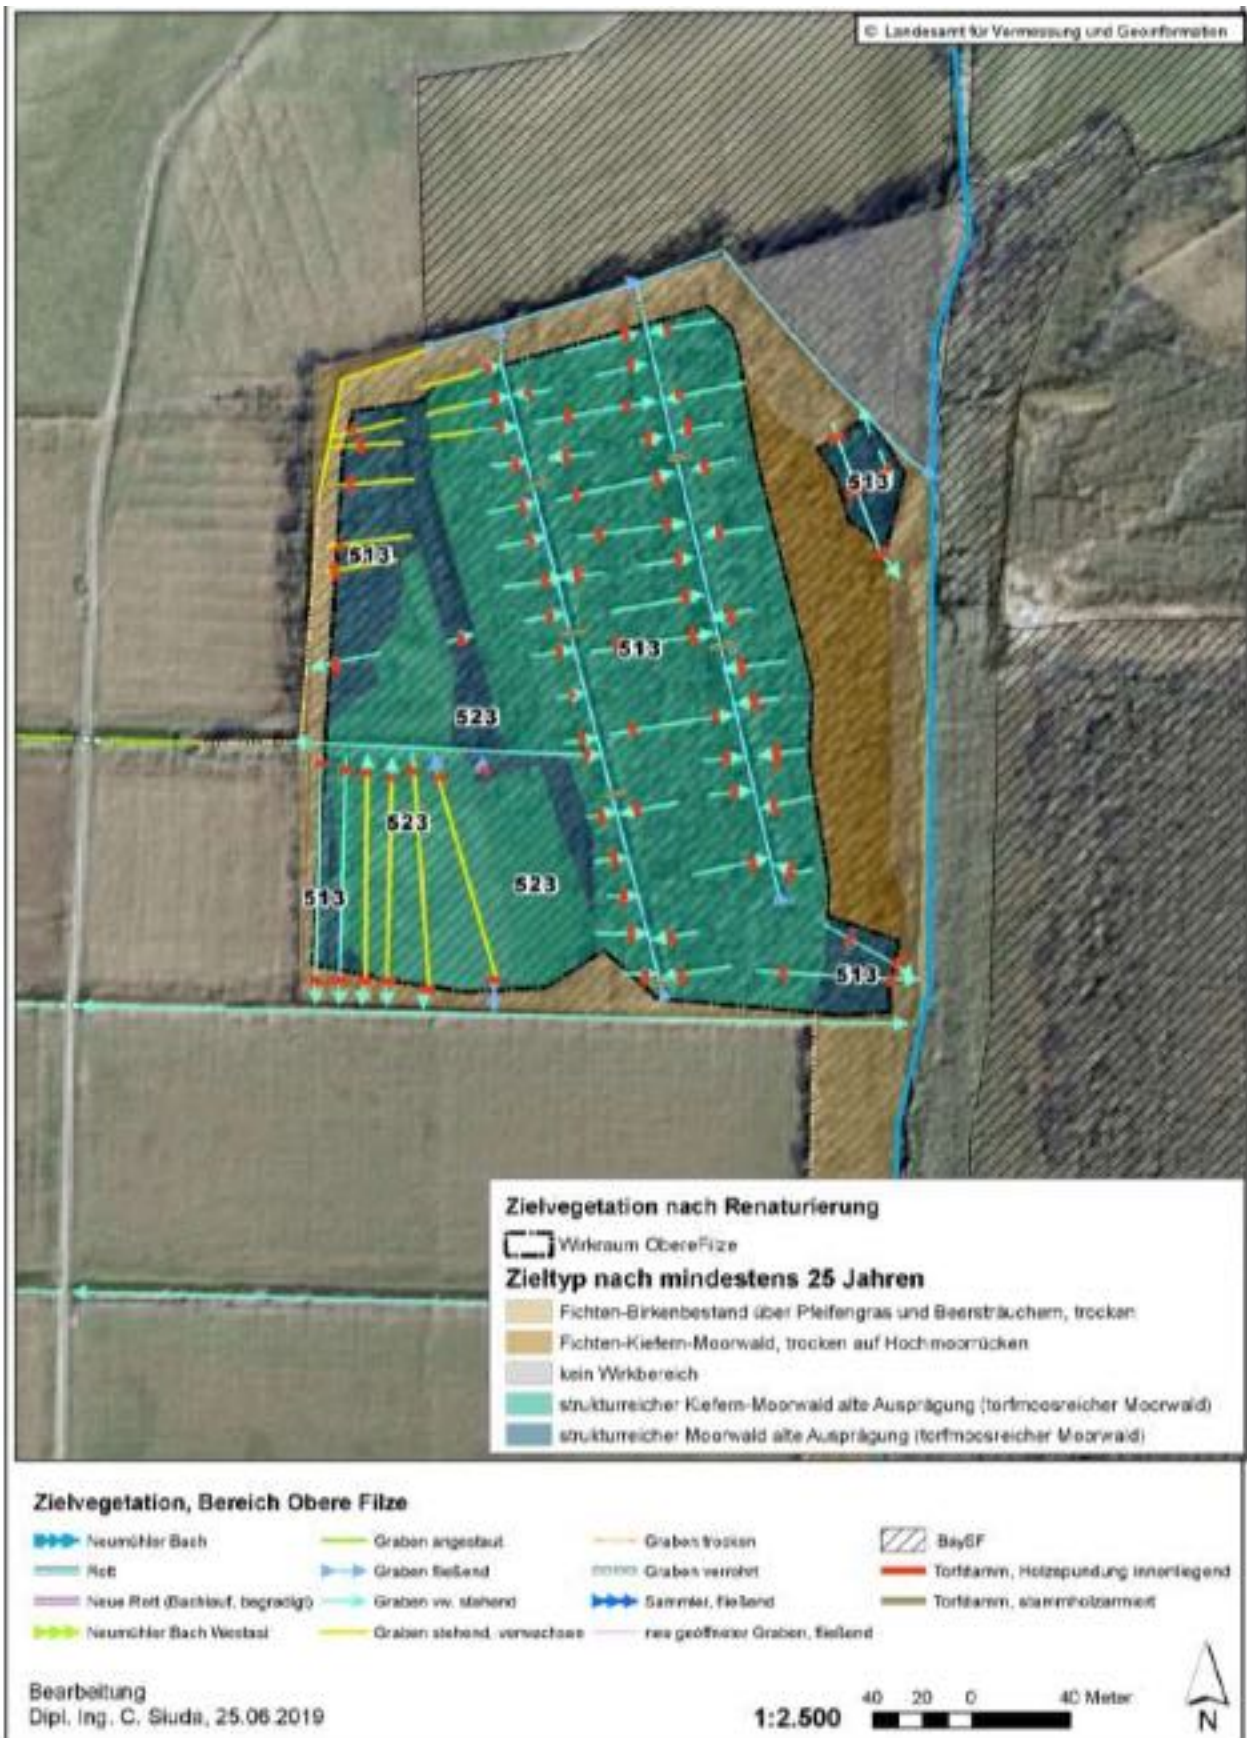 © Landesamt für Vermessung und Geoinformation
513
513
513
523
523
513
523
513
Zielvegetation nach Renaturierung
Wirkraum ObereFilze
Zieltyp nach mindestens 25 Jahren
Fichten-Birkenbestand über Pfeifengras und Beersträuchern, trocken
Fichten-Kiefern-Moorwald, trocken auf Hochmoorrücken
kein Wirkbereich
strukturreicher Kiefern-Moorwald alte Ausprägung (torfmoosreicher Moorwald)
strukturreicher Moorwald alte Ausprägung (torfmoosreicher Moorwald)
Zielvegetation, Bereich Obere Filze
Neumühler Bach
Rott
Neue Rott (Bachlauf, begradigt)
Neumühler Bach Westast
Graben angestaut
Graben fließend
Graben vw. stehend
Graben stehend, verwachsen
Graben trocken
Graben verrohrt
Sammler, fließend
neu geöffneter Graben, fließend
BaySF
Torfdamm, Holzspundung innenliegend
Torfdamm, stammholzarmiert
Bearbeitung
Dipl. Ing. C. Siuda, 25.06.2019
1:2.500
40 20 0 40 Meter
N